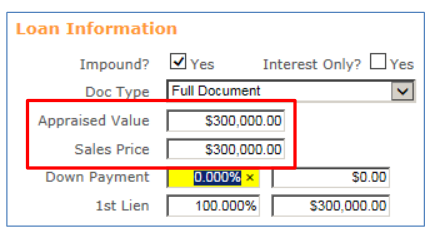 Loan Information
Impound? Yes Interest Only? Yes
Doc Type Full Document
Appraised Value $300,000.00
Sales Price $300,000.00
Down Payment 0.000% × $0.00
1st Lien 100.000% $300,000.00